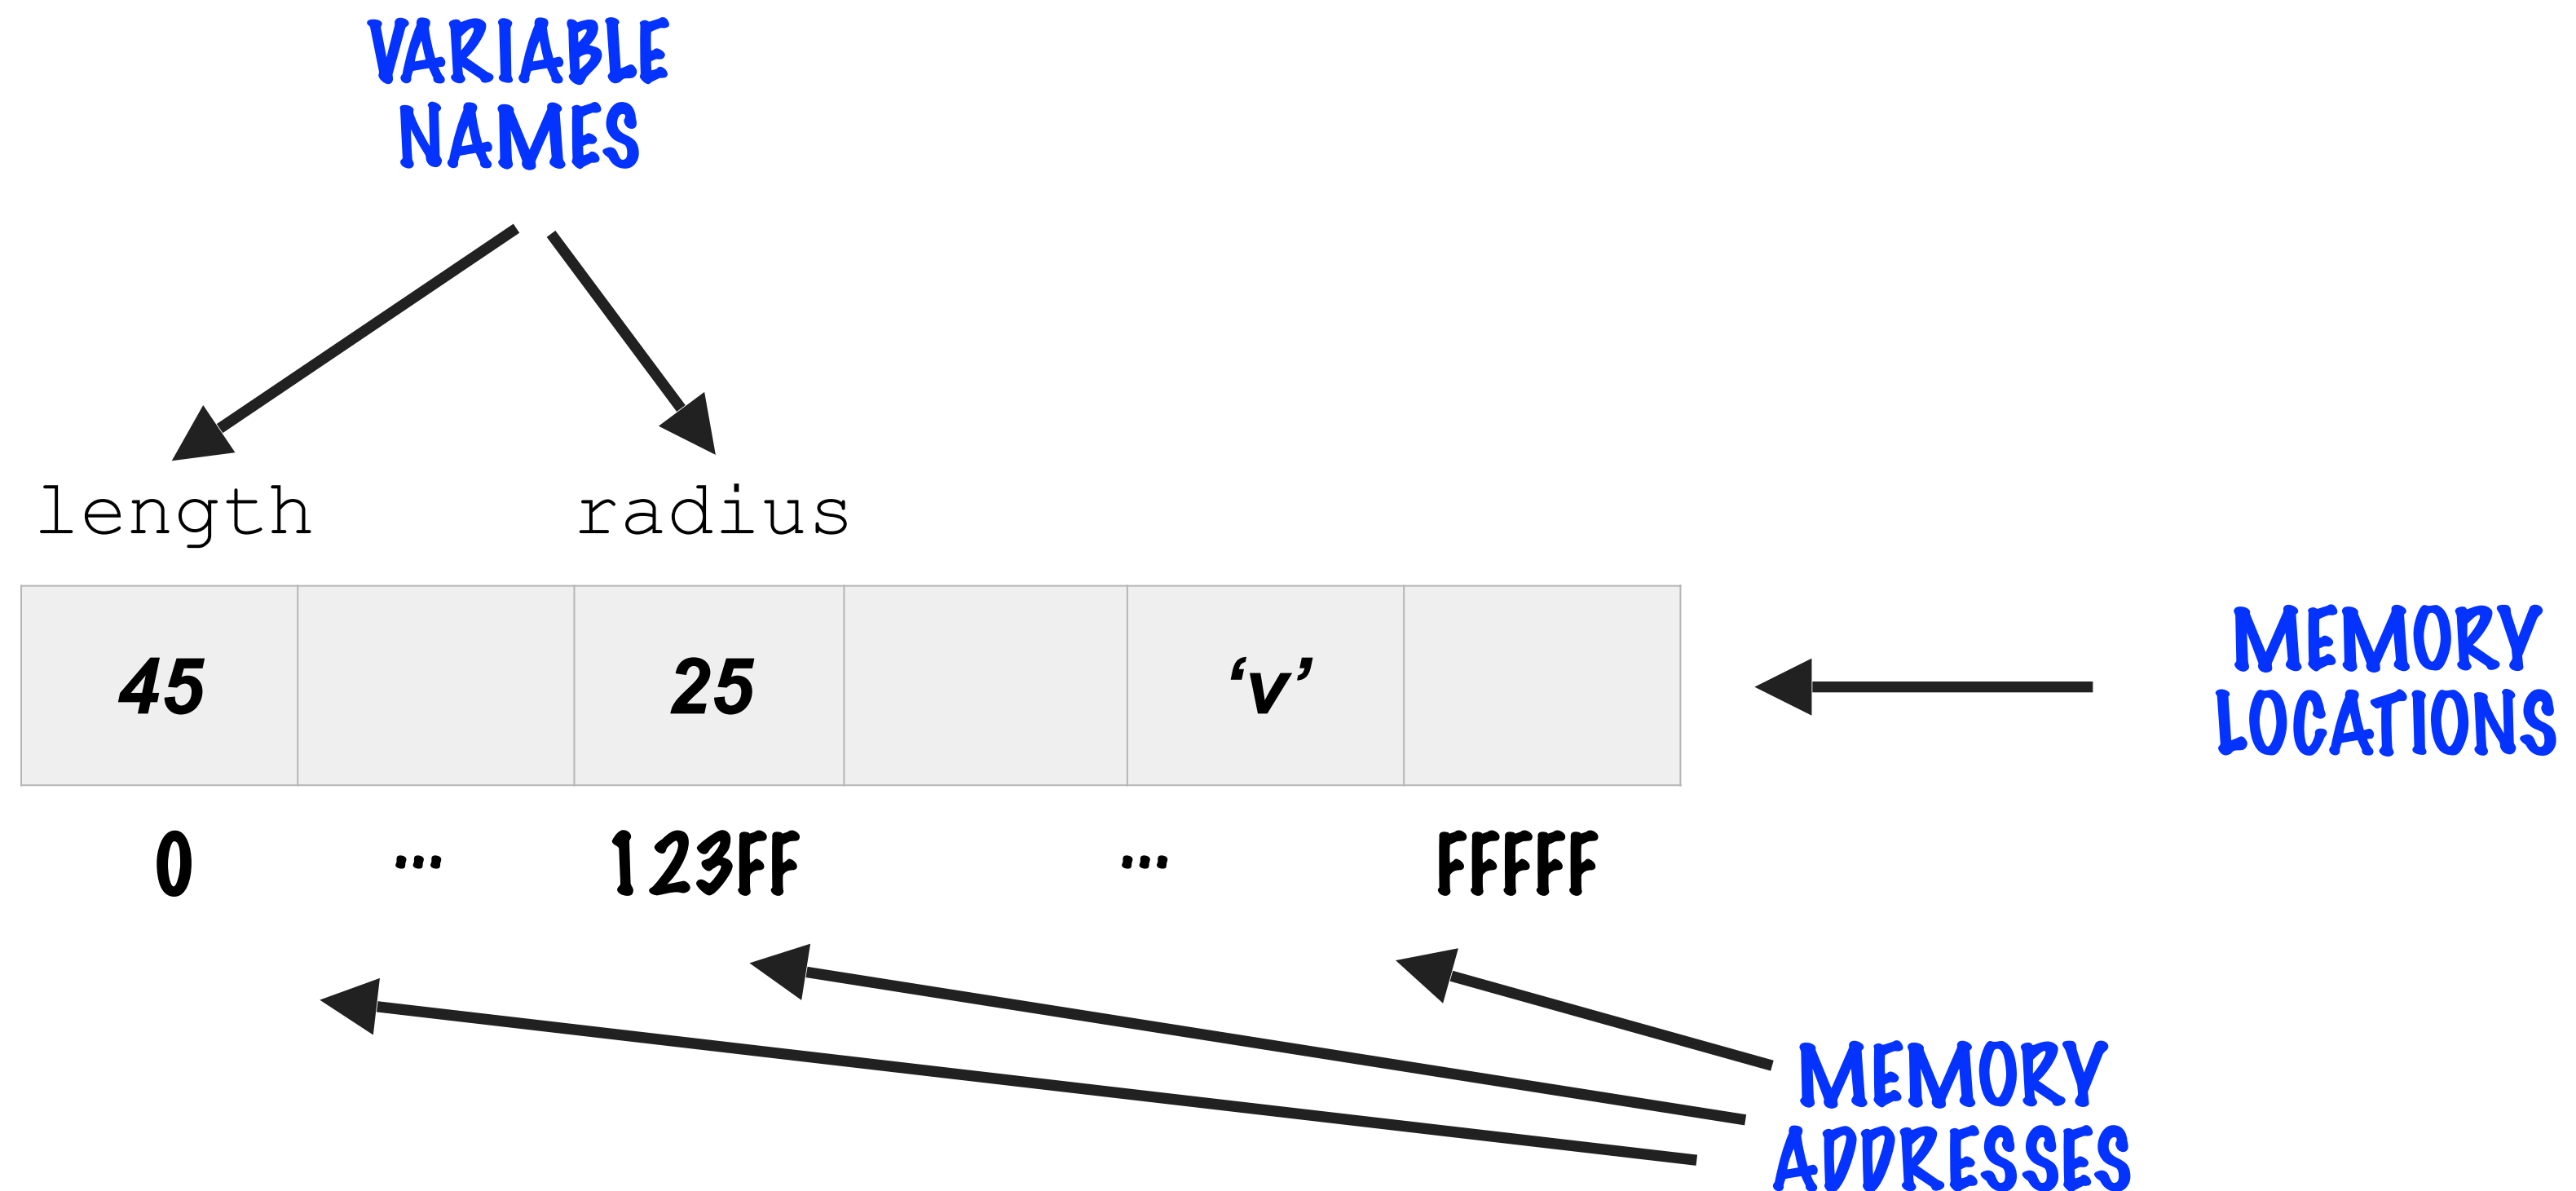 VARIABLE
NAMES
length radius
45 25 ‘v’
MEMORY
LOCATIONS
0 ... 123FF ... FFFFF
MEMORY
ADDRESSES